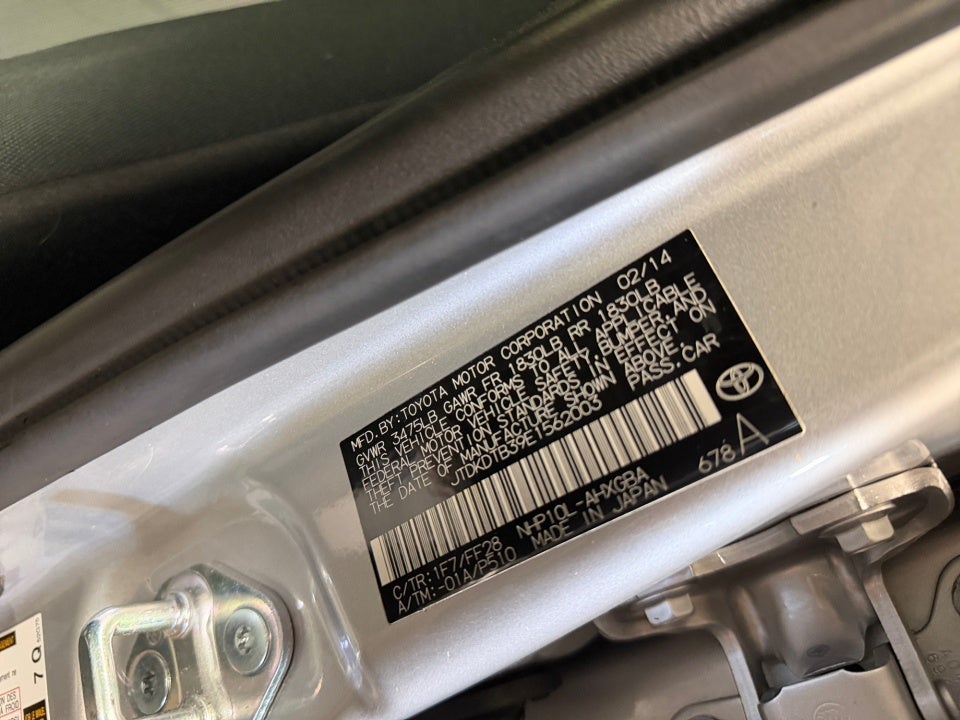 MFD.BY:TOYOTA MOTOR CORPORATION 02/14
GVWR 3475LB GAWR FR 1830LB RR 1830LB
THIS VEHICLE CONFORMS TO ALL APPLICABLE
FEDERAL MOTOR VEHICLE SAFETY,BUMPER,AND
THEFT PREVENTION STANDARDS IN EFFECT ON
THE DATE OF MANUFACTURE SHOWN ABOVE.
JTDKDTB39E1562003 PASS.CAR
C/TR:1F7/FF28 NHP10L-AHXGBA
A/TM:-01A/P510 MADE IN JAPAN 678 A
7 Q